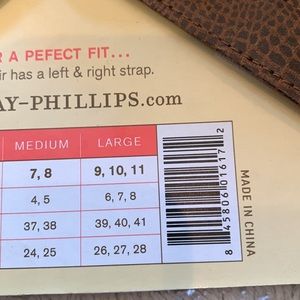 R A PEFECT FIT...
ir has a left & right strap.
AY-PHILLIPS.com
MEDIUM LARGE
7, 8 9, 10, 11
4, 5 6, 7, 8
37, 38 39, 40, 41
24, 25 26, 27, 28
8 45806 01617 2
MADE IN CHINA